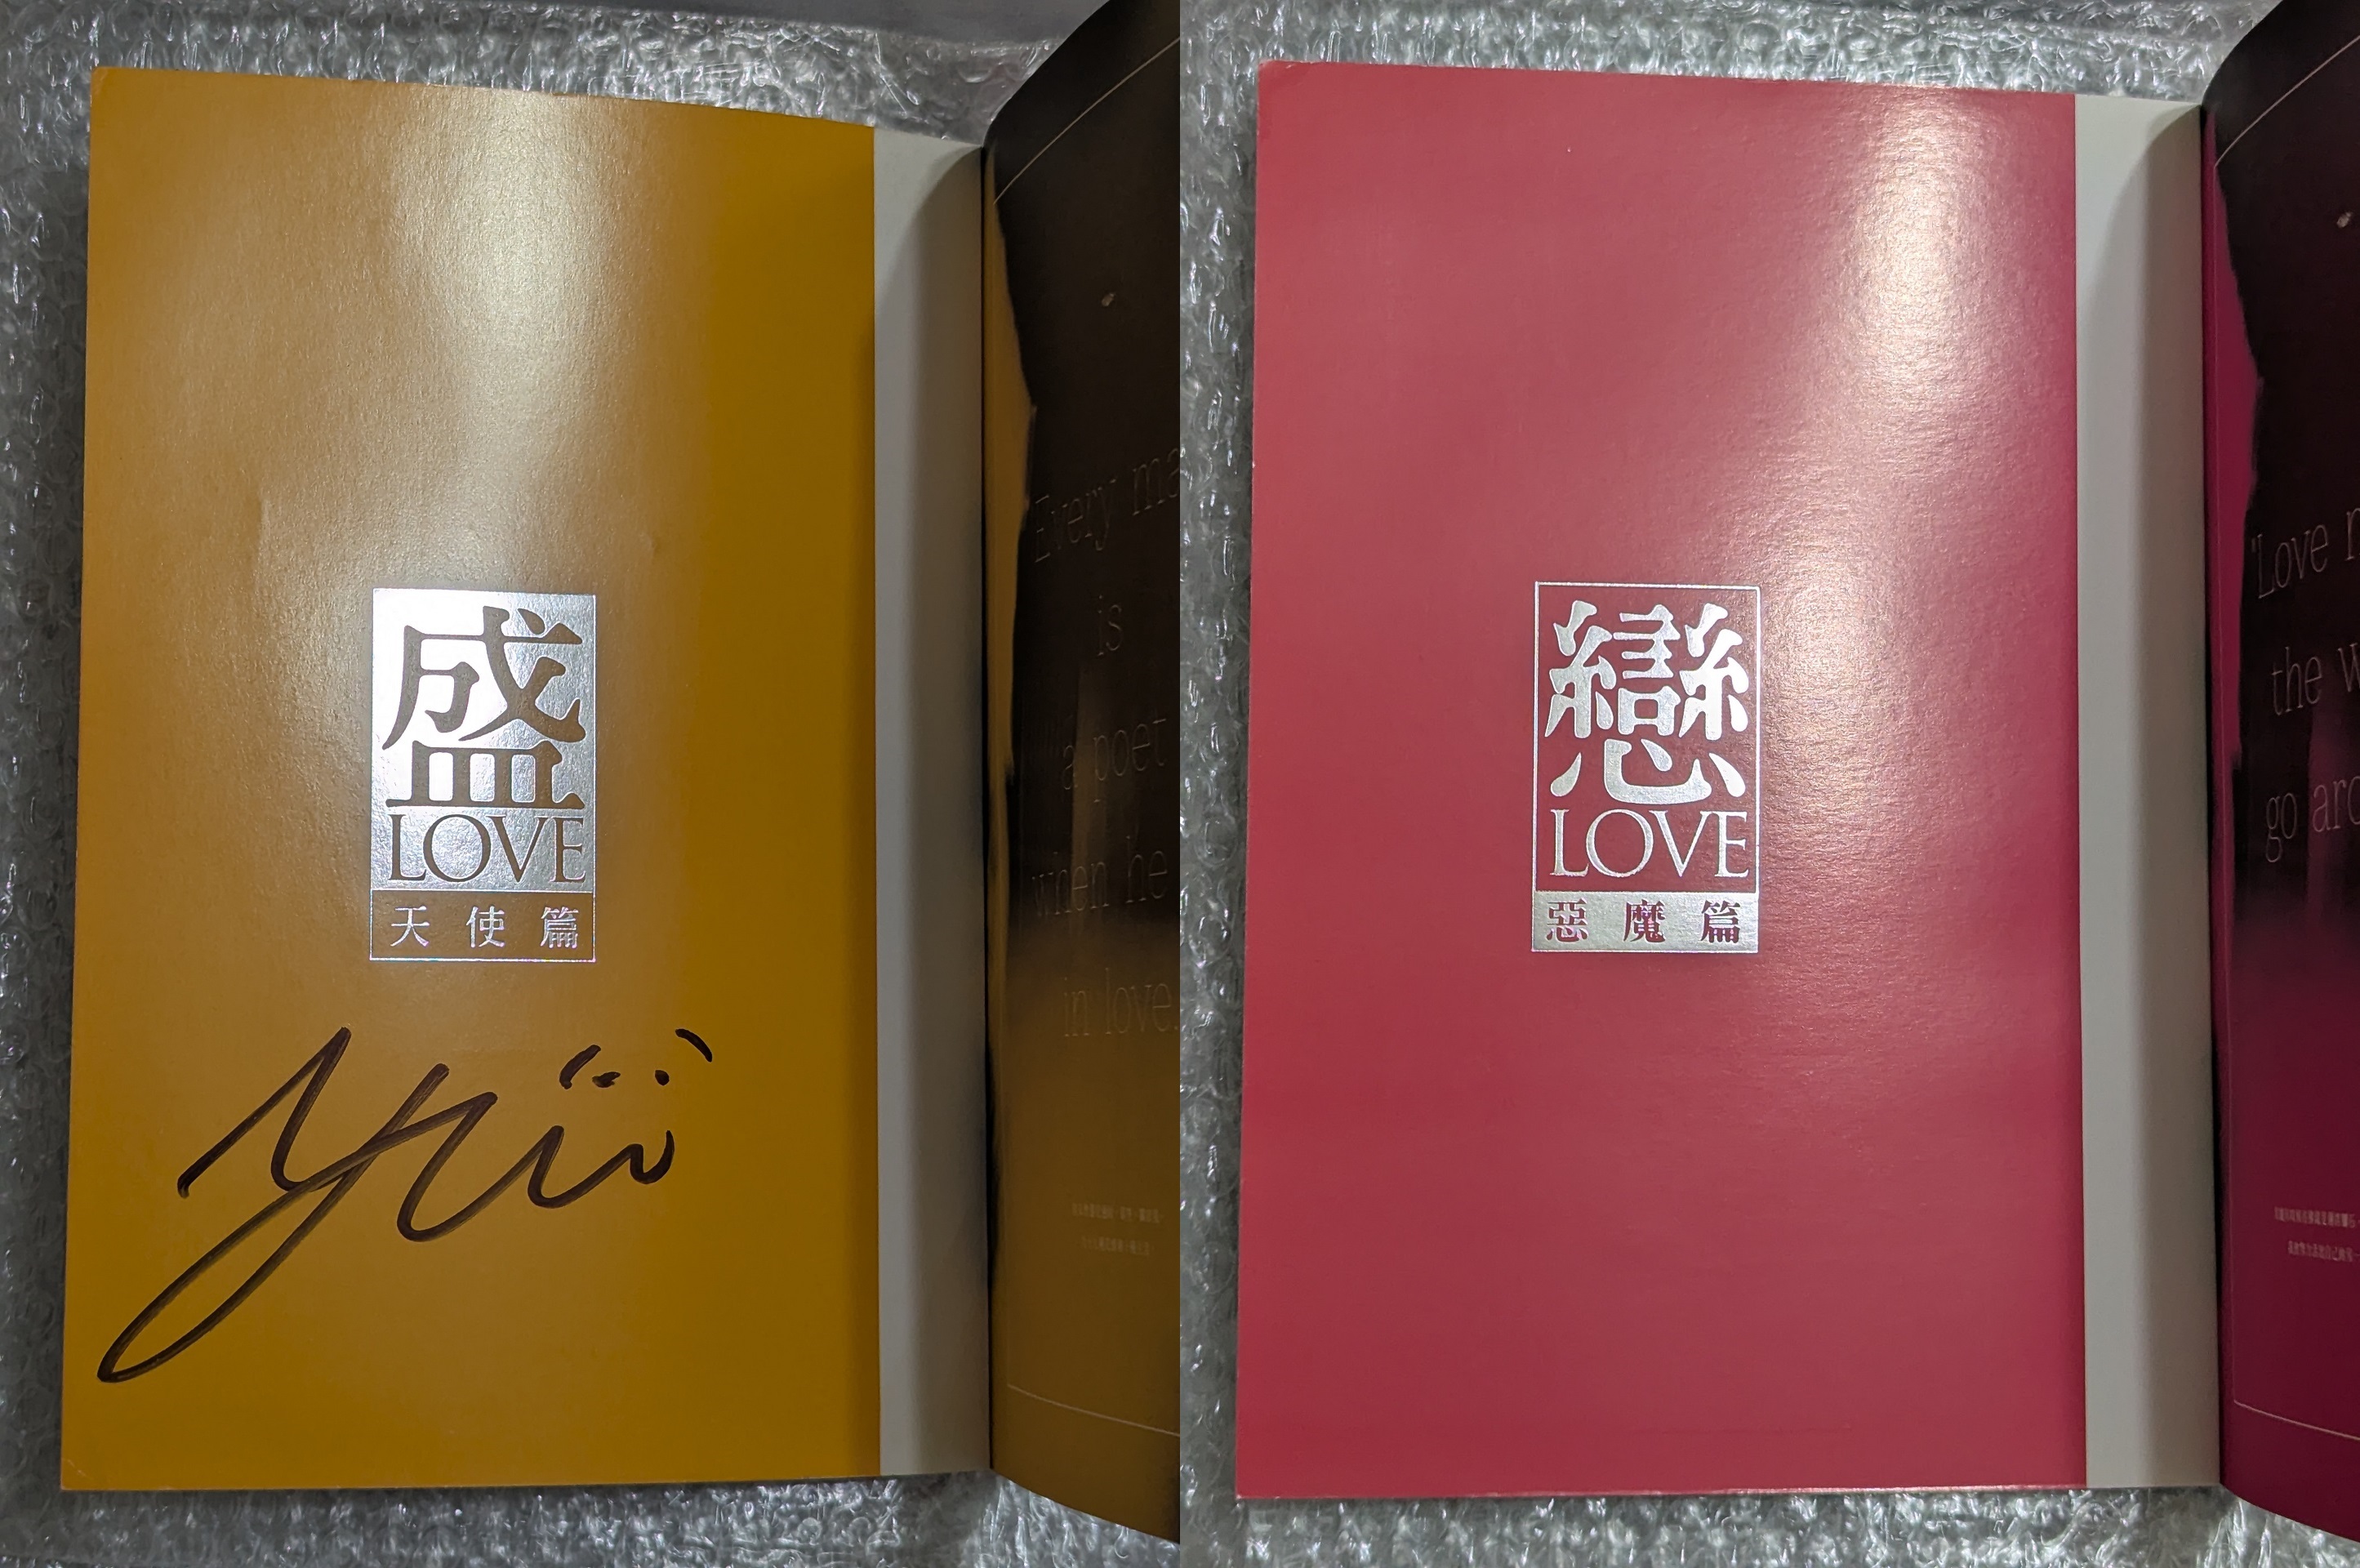 盛
LOVE
天使篇
Every ma
is
a poet
when he
in love.
戀
LOVE
惡魔篇
"Love m
the w
go aro